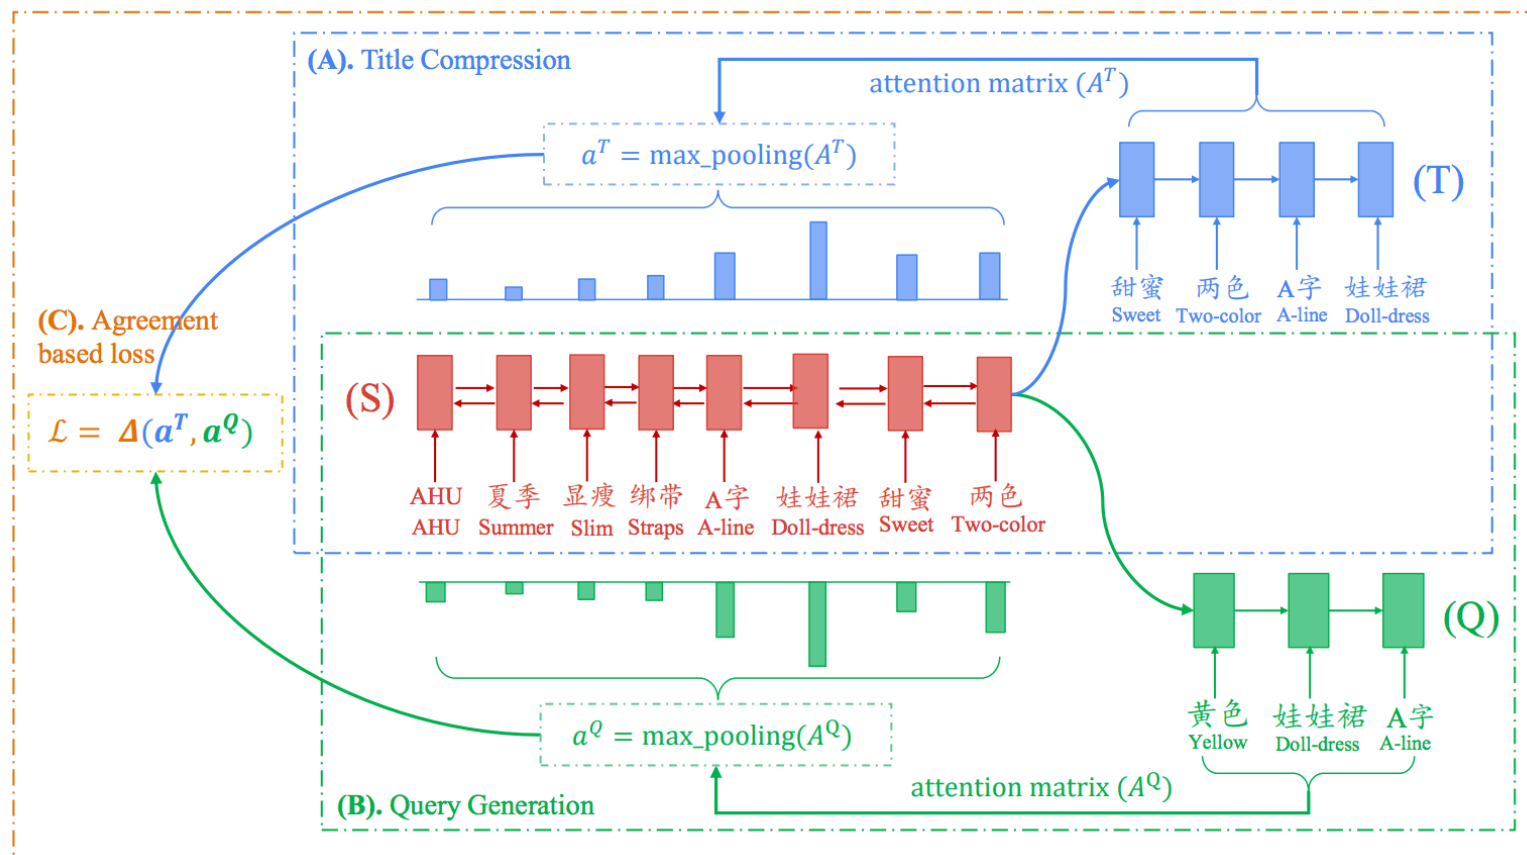 (A). Title Compression
attention matrix (A^T)
a^T = max_pooling(A^T)
(T)
甜蜜 两色 A字 娃娃裙
Sweet Two-color A-line Doll-dress
(C). Agreement
based loss
ℒ = Δ(a^T, a^Q)
(S)
AHU 夏季 显瘦 绑带 A字 娃娃裙 甜蜜 两色
AHU Summer Slim Straps A-line Doll-dress Sweet Two-color
(Q)
黄色 娃娃裙 A字
Yellow Doll-dress A-line
a^Q = max_pooling(A^Q)
attention matrix (A^Q)
(B). Query Generation